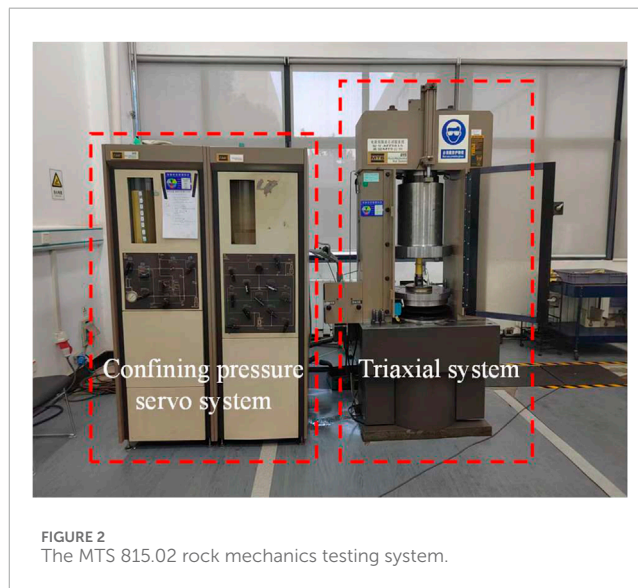 Confining pressure
servo system
Triaxial system
FIGURE 2
The MTS 815.02 rock mechanics testing system.